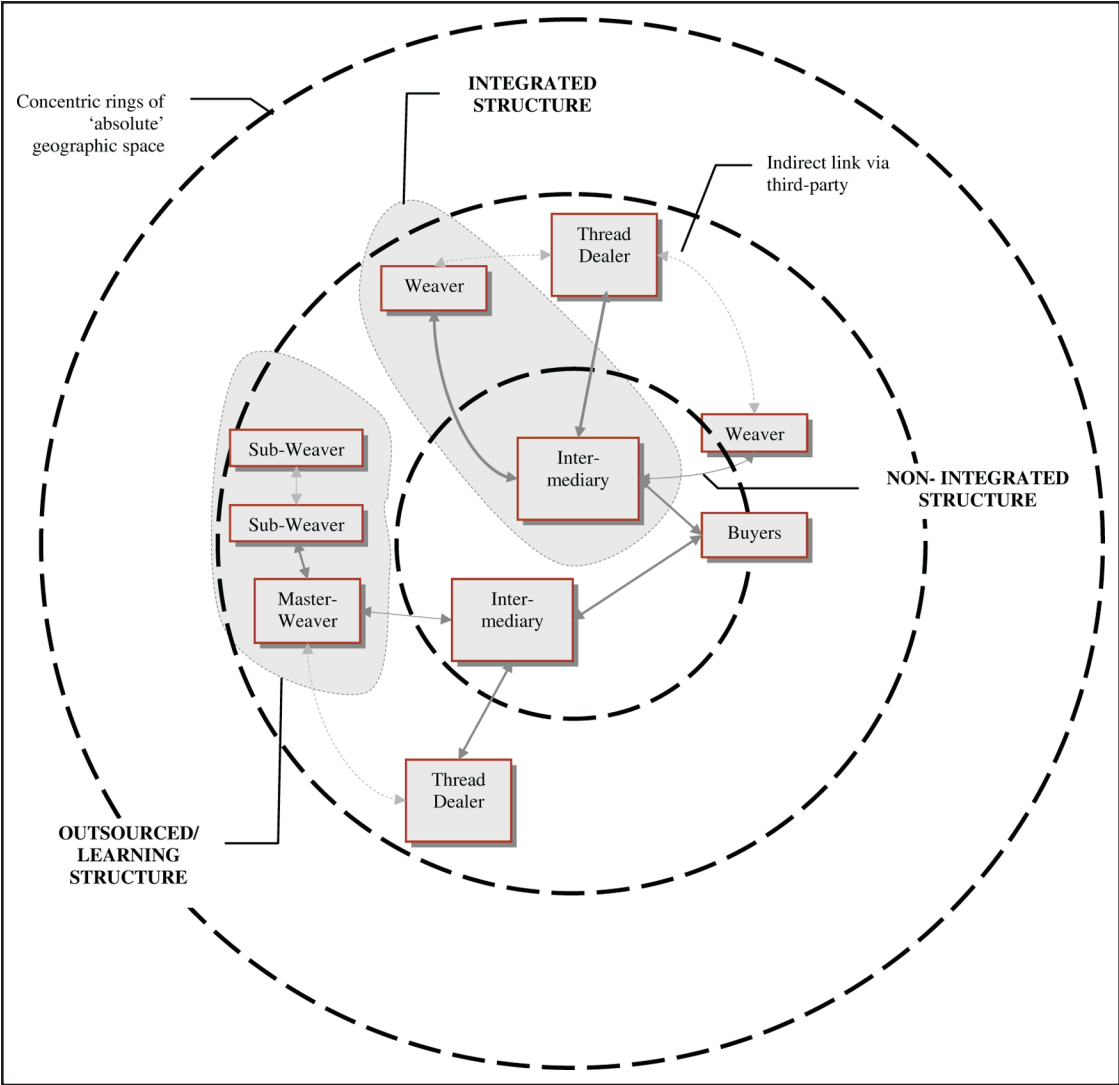 INTEGRATED
STRUCTURE
Concentric rings of
‘absolute’
geographic space
Indirect link via
third-party
Thread
Dealer
Weaver
Weaver
Sub-Weaver
Inter-
mediary
NON- INTEGRATED
STRUCTURE
Sub-Weaver
Buyers
Master-
Weaver
Inter-
mediary
Thread
Dealer
OUTSOURCED/
LEARNING
STRUCTURE